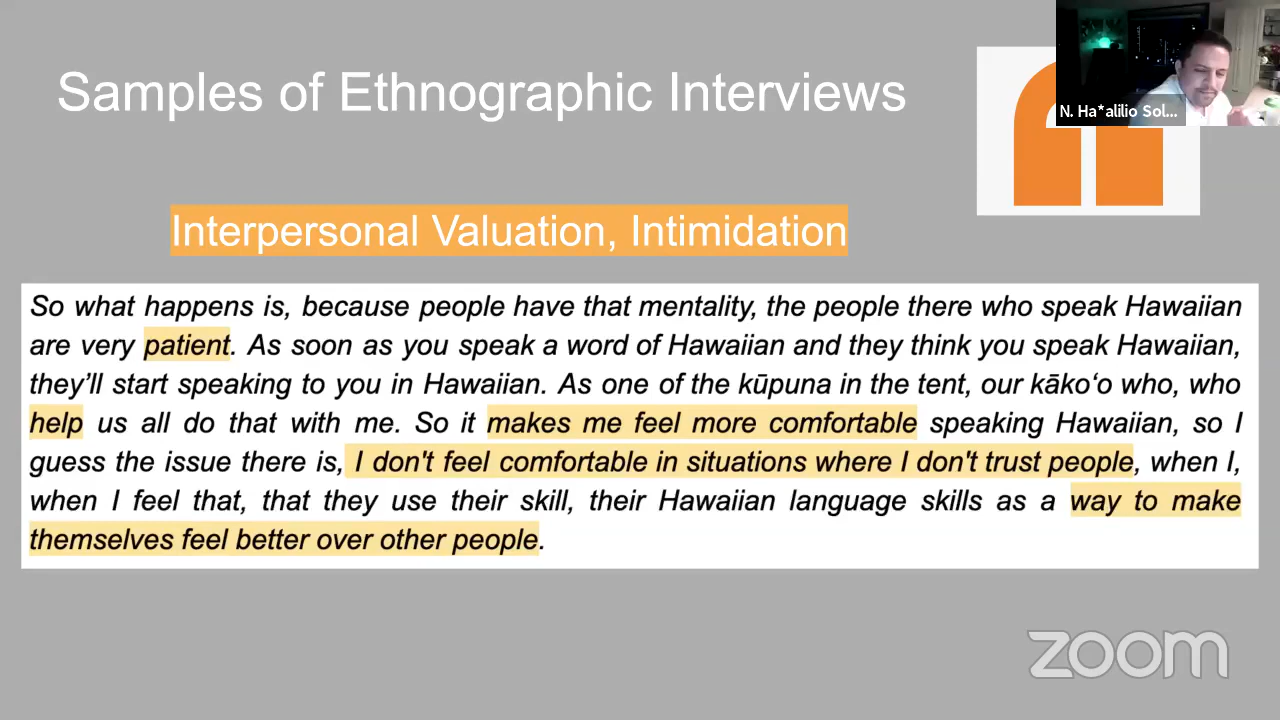 N. Ha*alilio Sol...
Samples of Ethnographic Interviews
Interpersonal Valuation, Intimidation
So what happens is, because people have that mentality, the people there who speak Hawaiian
are very patient. As soon as you speak a word of Hawaiian and they think you speak Hawaiian,
they’ll start speaking to you in Hawaiian. As one of the kūpuna in the tent, our kākoʻo who, who
help us all do that with me. So it makes me feel more comfortable speaking Hawaiian, so I
guess the issue there is, I don't feel comfortable in situations where I don't trust people, when I,
when I feel that, that they use their skill, their Hawaiian language skills as a way to make
themselves feel better over other people.
zoom